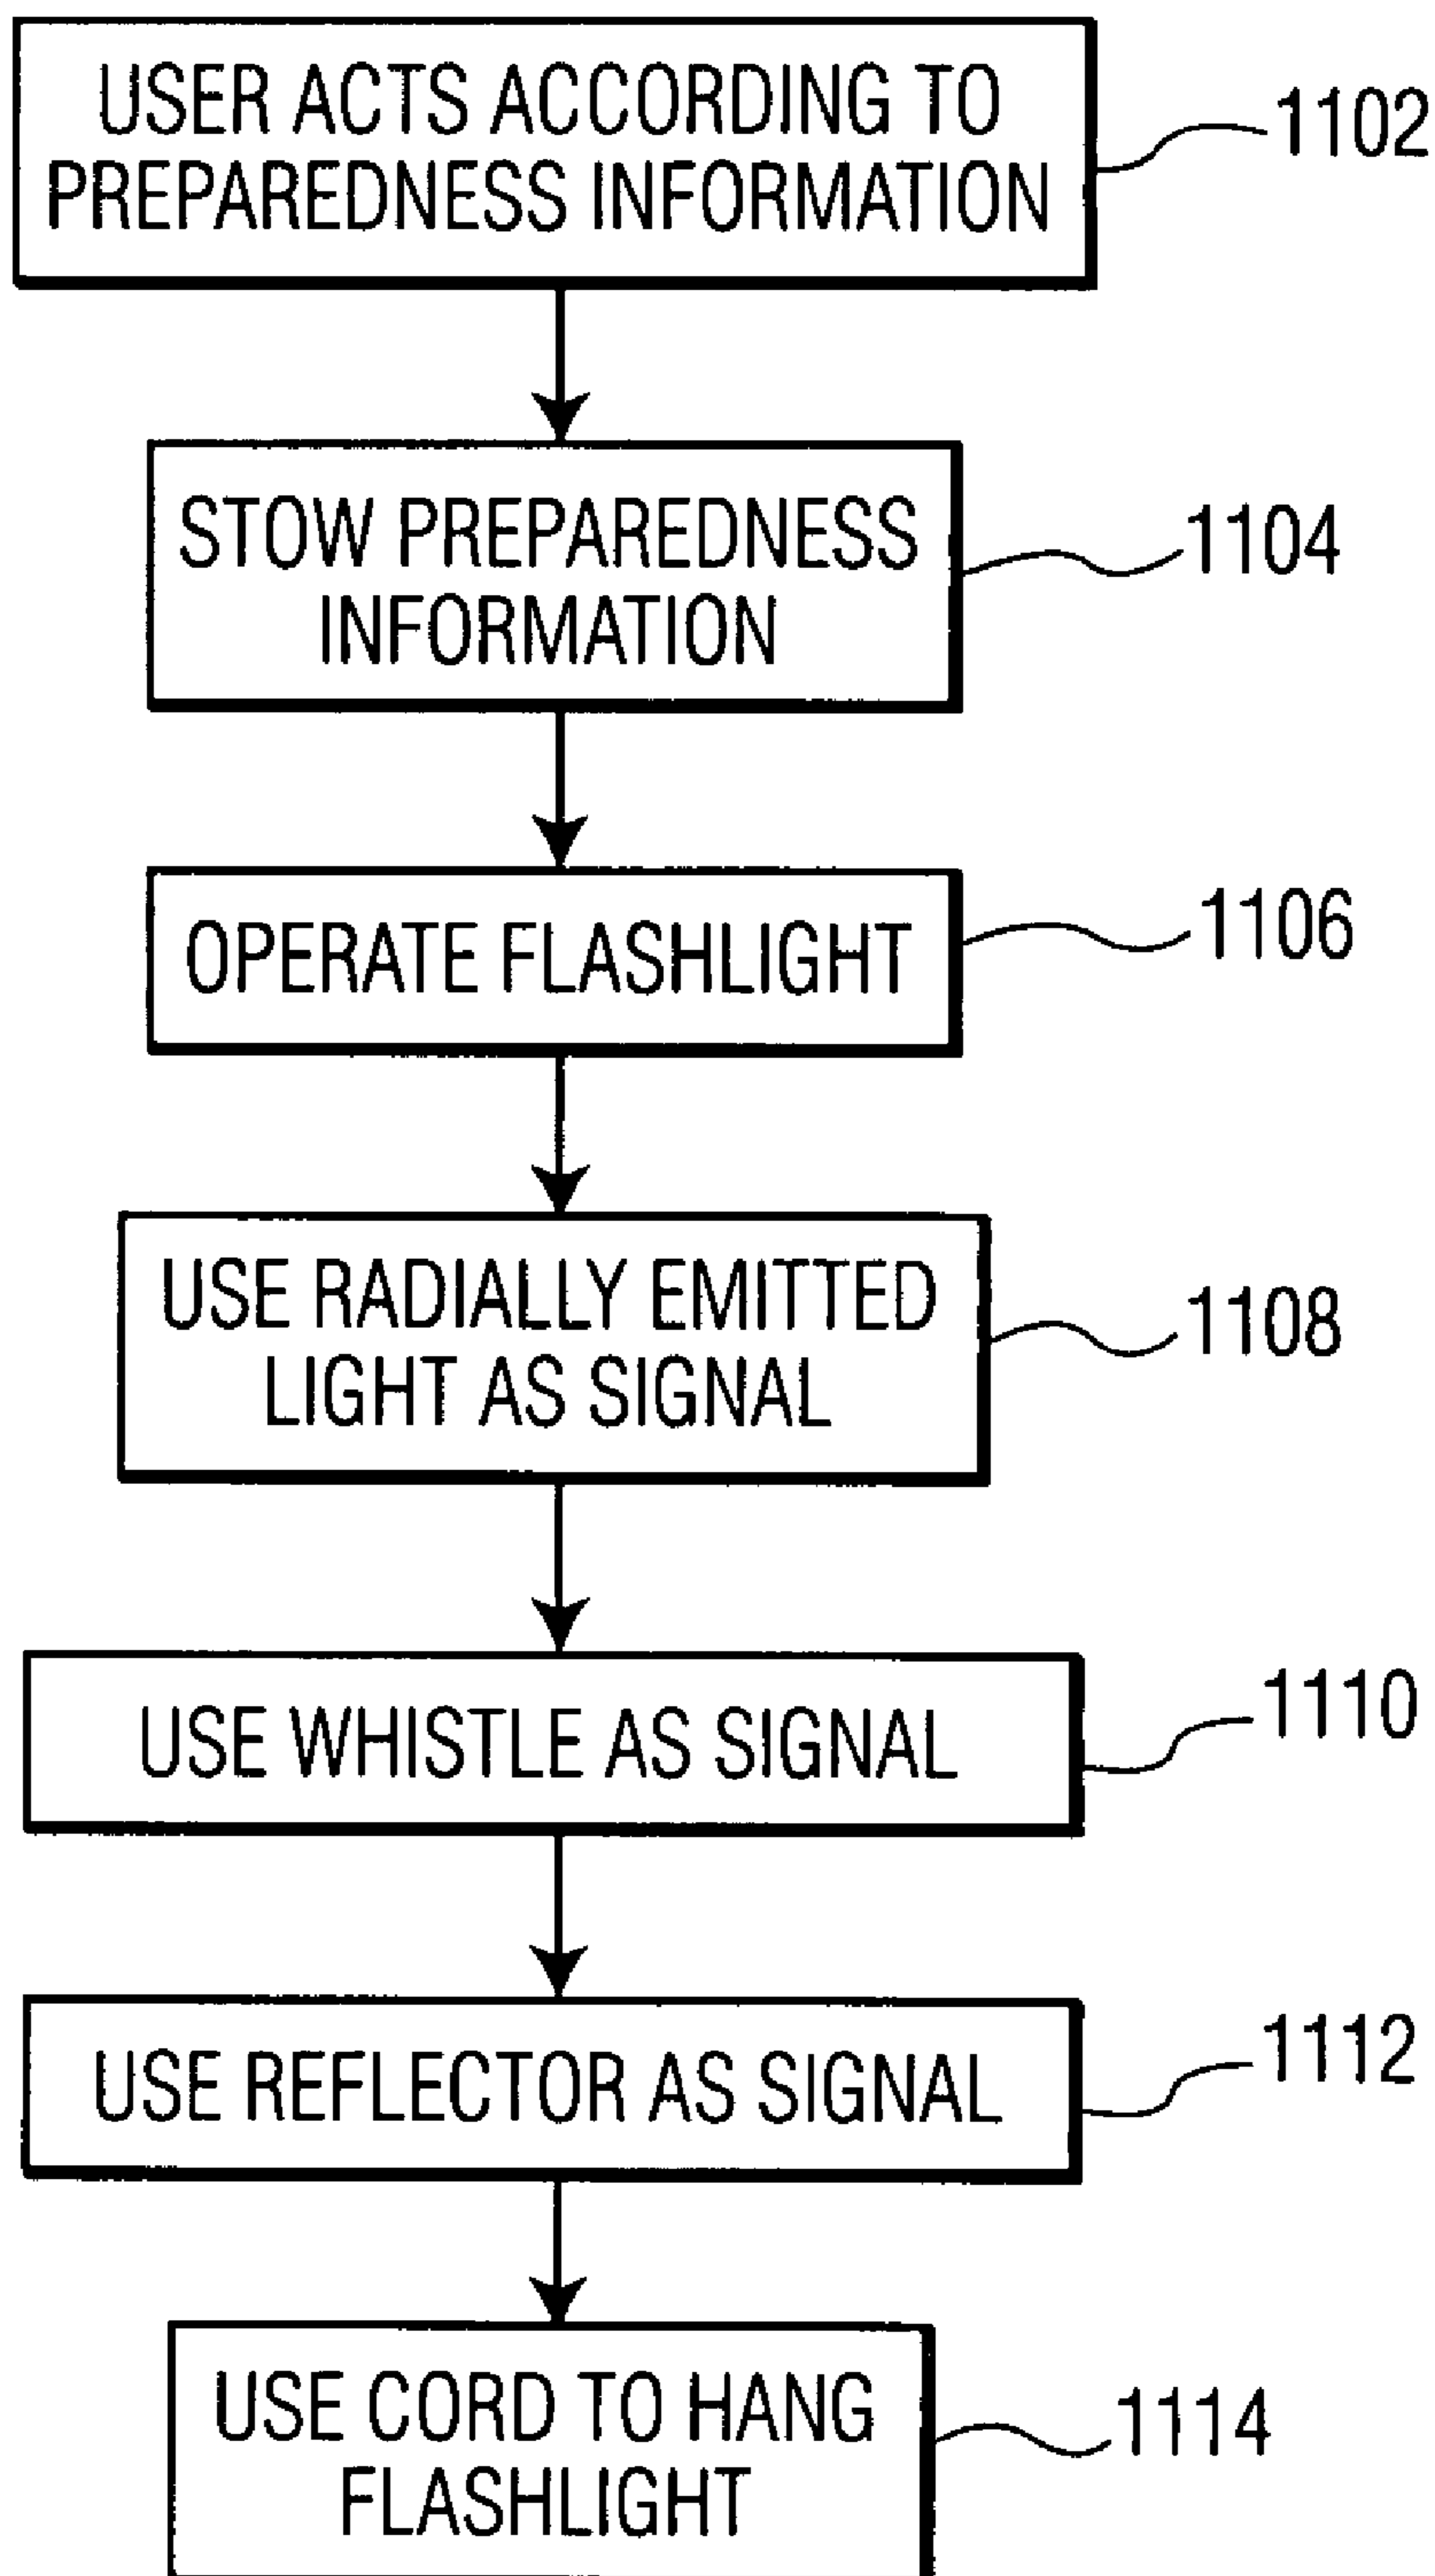 USER ACTS ACCORDING TO
PREPAREDNESS INFORMATION
1102
STOW PREPAREDNESS
INFORMATION
1104
OPERATE FLASHLIGHT
1106
USE RADIALLY EMITTED
LIGHT AS SIGNAL
1108
USE WHISTLE AS SIGNAL
1110
USE REFLECTOR AS SIGNAL
1112
USE CORD TO HANG
FLASHLIGHT
1114